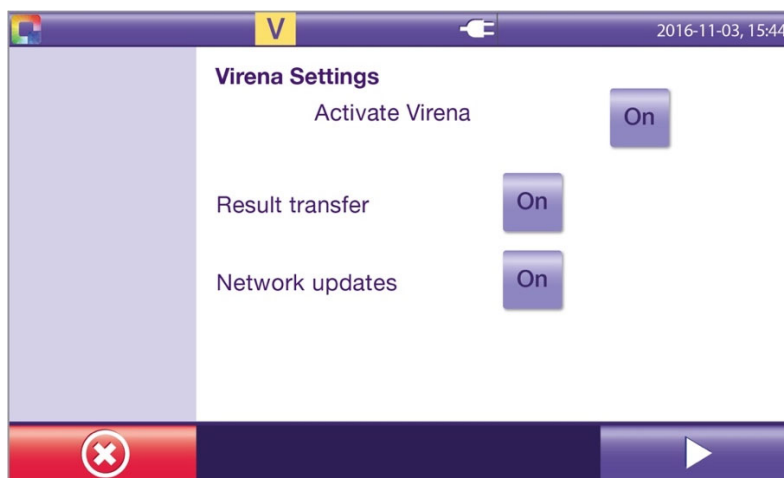 V
2016-11-03, 15:44
Virena Settings
Activate Virena On
Result transfer On
Network updates On